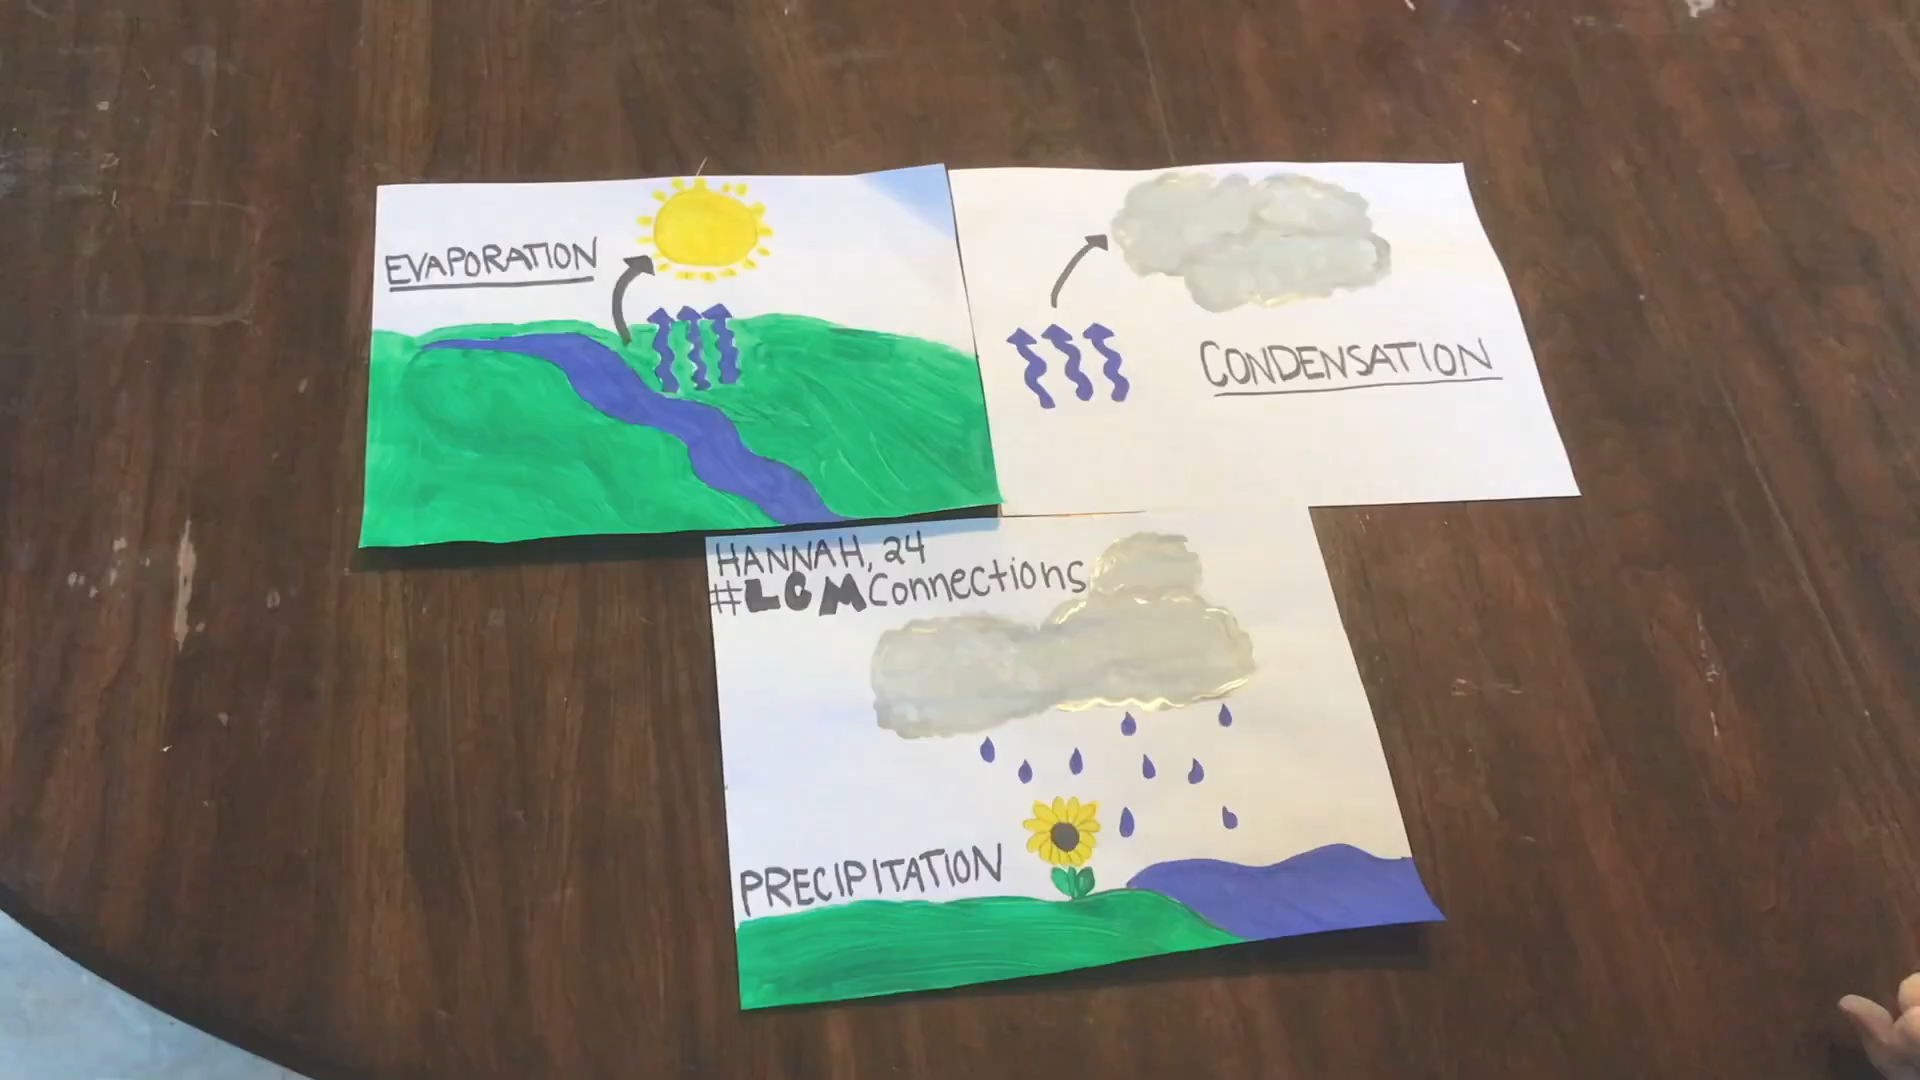 EVAPORATION
CONDENSATION
HANNAH, 24
#LCMConnections
PRECIPITATION